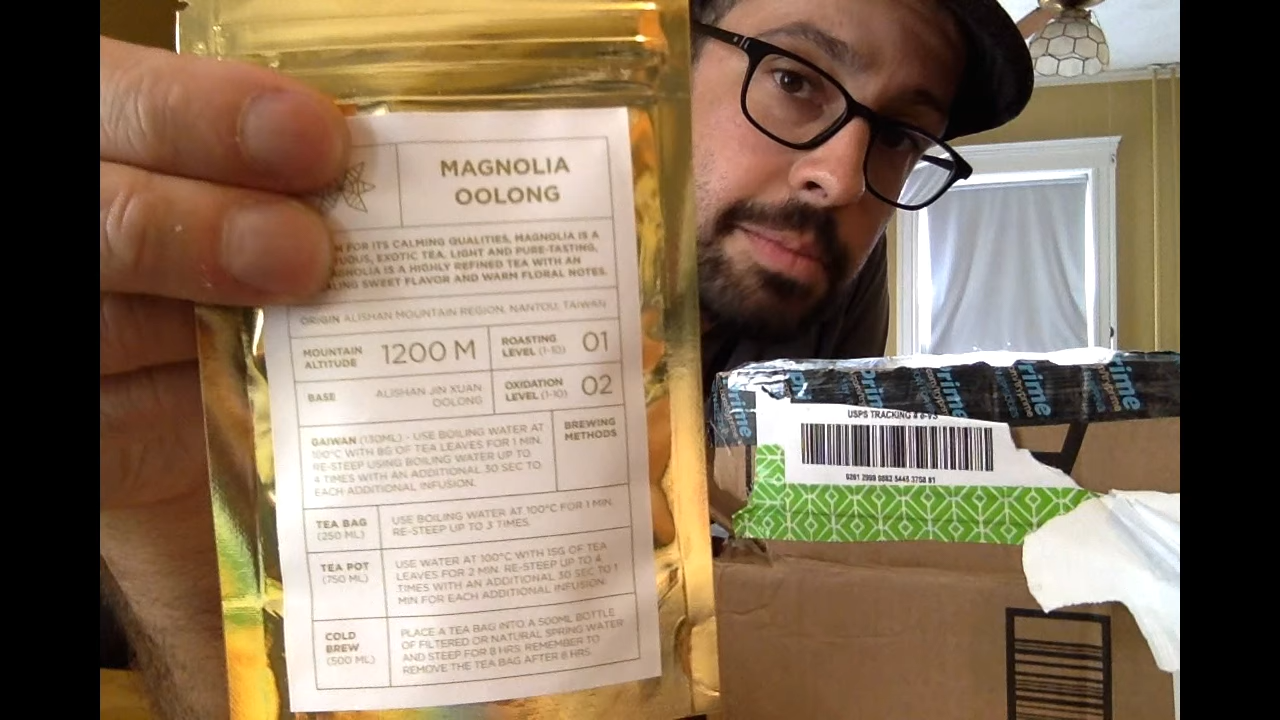 MAGNOLIA
OOLONG
FOR ITS CALMING QUALITIES, MAGNOLIA IS A
EXOTIC TEA. LIGHT AND PURE-TASTING,
MAGNOLIA IS A HIGHLY REFINED TEA WITH AN
SWEET FLAVOR AND WARM FLORAL NOTES.
ORIGIN ALISHAN MOUNTAIN REGION, NANTOU, TAIWAN
MOUNTAIN
ALTITUDE
1200 M
ROASTING
LEVEL (1-10)
01
BASE
ALISHAN JIN XUAN
OOLONG
OXIDATION
LEVEL (1-10)
02
GAIWAN (130ML) - USE BOILING WATER AT
100°C WITH 8G OF TEA LEAVES FOR 1 MIN.
RE-STEEP USING BOILING WATER UP TO
4 TIMES WITH AN ADDITIONAL 30 SEC TO
EACH ADDITIONAL INFUSION.
BREWING
METHODS
TEA BAG
(250 ML)
USE BOILING WATER AT 100°C FOR 1 MIN.
RE-STEEP UP TO 3 TIMES.
TEA POT
(750 ML)
USE WATER AT 100°C WITH 15G OF TEA
LEAVES FOR 2 MIN. RE-STEEP UP TO 4
TIMES WITH AN ADDITIONAL 30 SEC TO 1
MIN FOR EACH ADDITIONAL INFUSION.
COLD
BREW
(500 ML)
PLACE A TEA BAG INTO A 500ML BOTTLE
OF FILTERED OR NATURAL SPRING WATER
AND STEEP FOR 8 HRS. REMEMBER TO
REMOVE THE TEA BAG AFTER 8 HRS.
prime
prime
prime
prime
USPS TRACKING #
9261 2999 0862 5445 3758 81